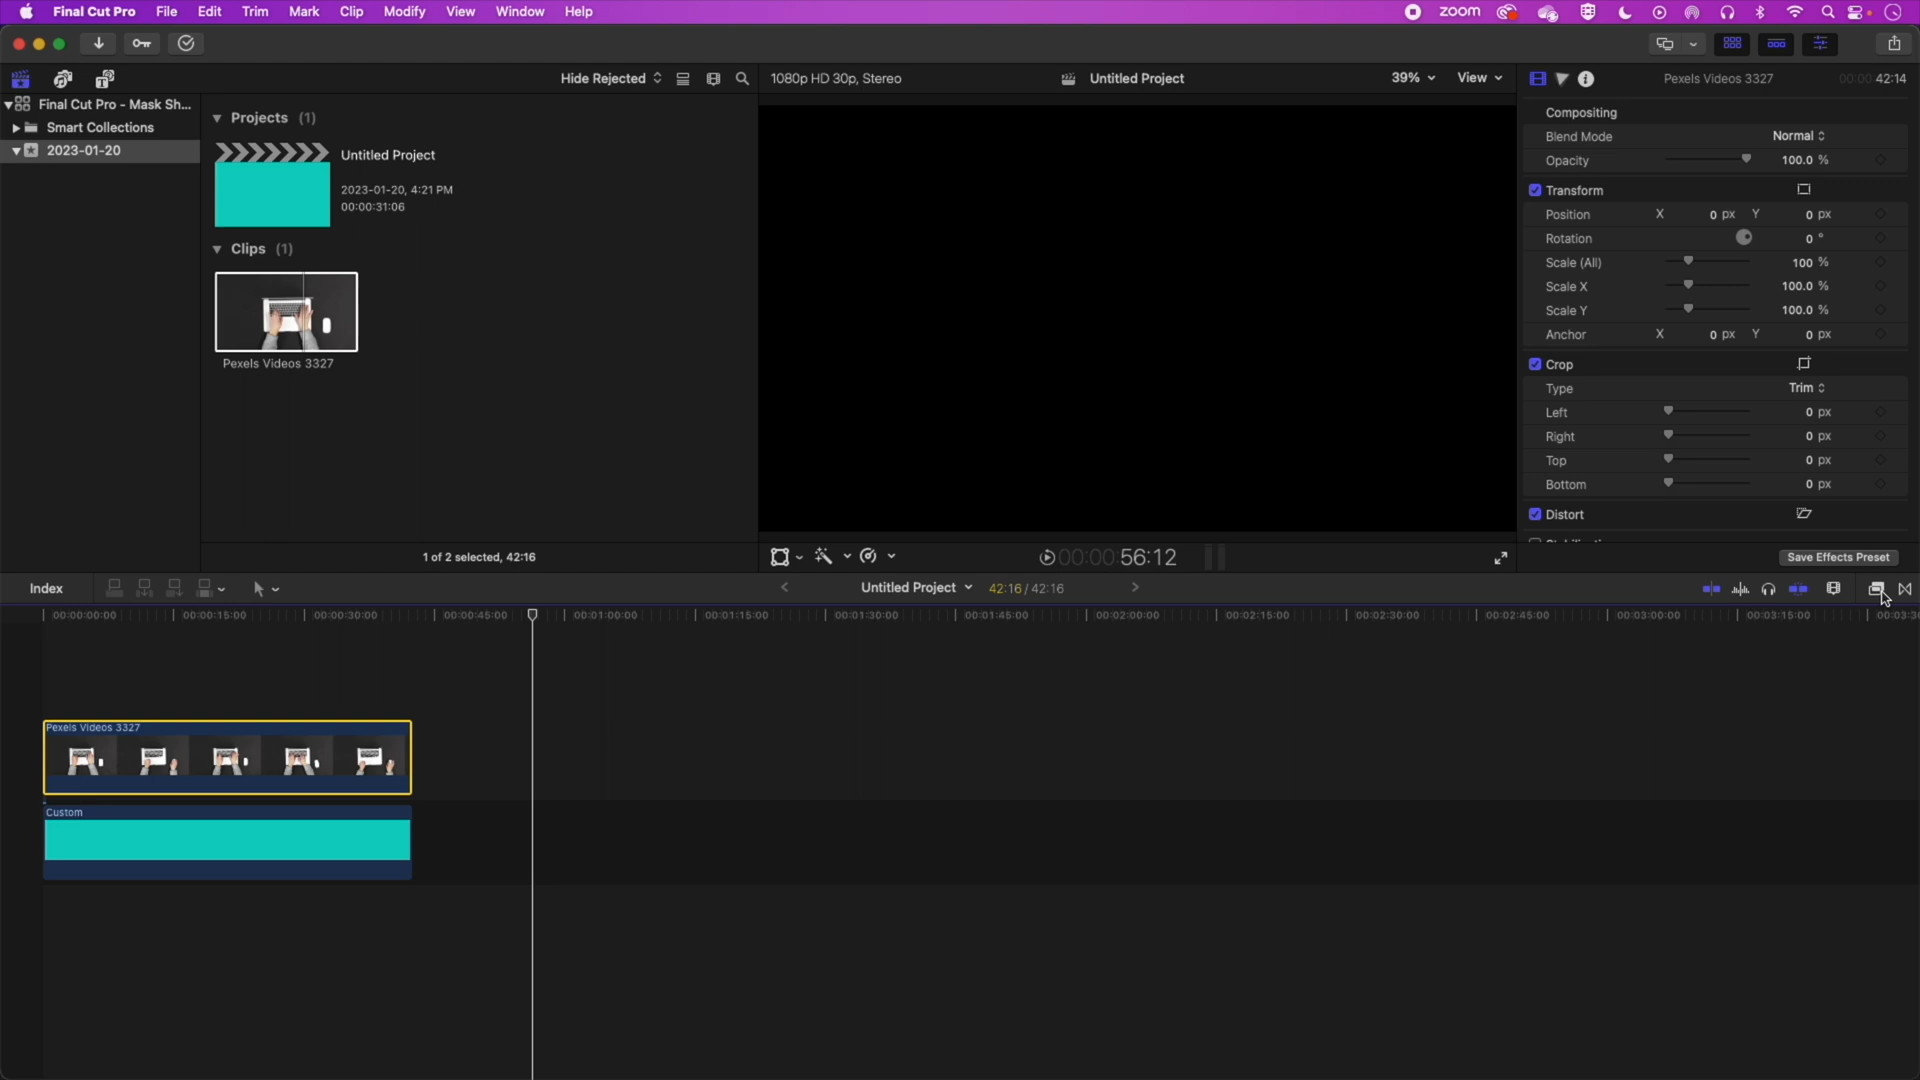 Final Cut Pro File Edit Trim Mark Clip Modify View Window Help zoom
Hide Rejected
1080p HD 30p, Stereo Untitled Project 39% View
Pexels Videos 3327 00:00 42:14
Final Cut Pro - Mask Sh...
Smart Collections
2023-01-20
Projects (1)
Untitled Project
2023-01-20, 4:21 PM
00:00:31:06
Clips (1)
Pexels Videos 3327
1 of 2 selected, 42:16
00:00:56:12
Compositing
Blend Mode Normal
Opacity 100.0 %
Transform
Position X 0 px Y 0 px
Rotation 0 °
Scale (All) 100 %
Scale X 100.0 %
Scale Y 100.0 %
Anchor X 0 px Y 0 px
Crop
Type Trim
Left 0 px
Right 0 px
Top 0 px
Bottom 0 px
Distort
Save Effects Preset
Index Untitled Project 42:16 / 42:16
00:00:00:00 00:00:15:00 00:00:30:00 00:00:45:00 00:01:00:00 00:01:15:00 00:01:30:00 00:01:45:00 00:02:00:00 00:02:15:00 00:02:30:00 00:02:45:00 00:03:00:00 00:03:15:00 00:03:3
Pexels Videos 3327
Custom